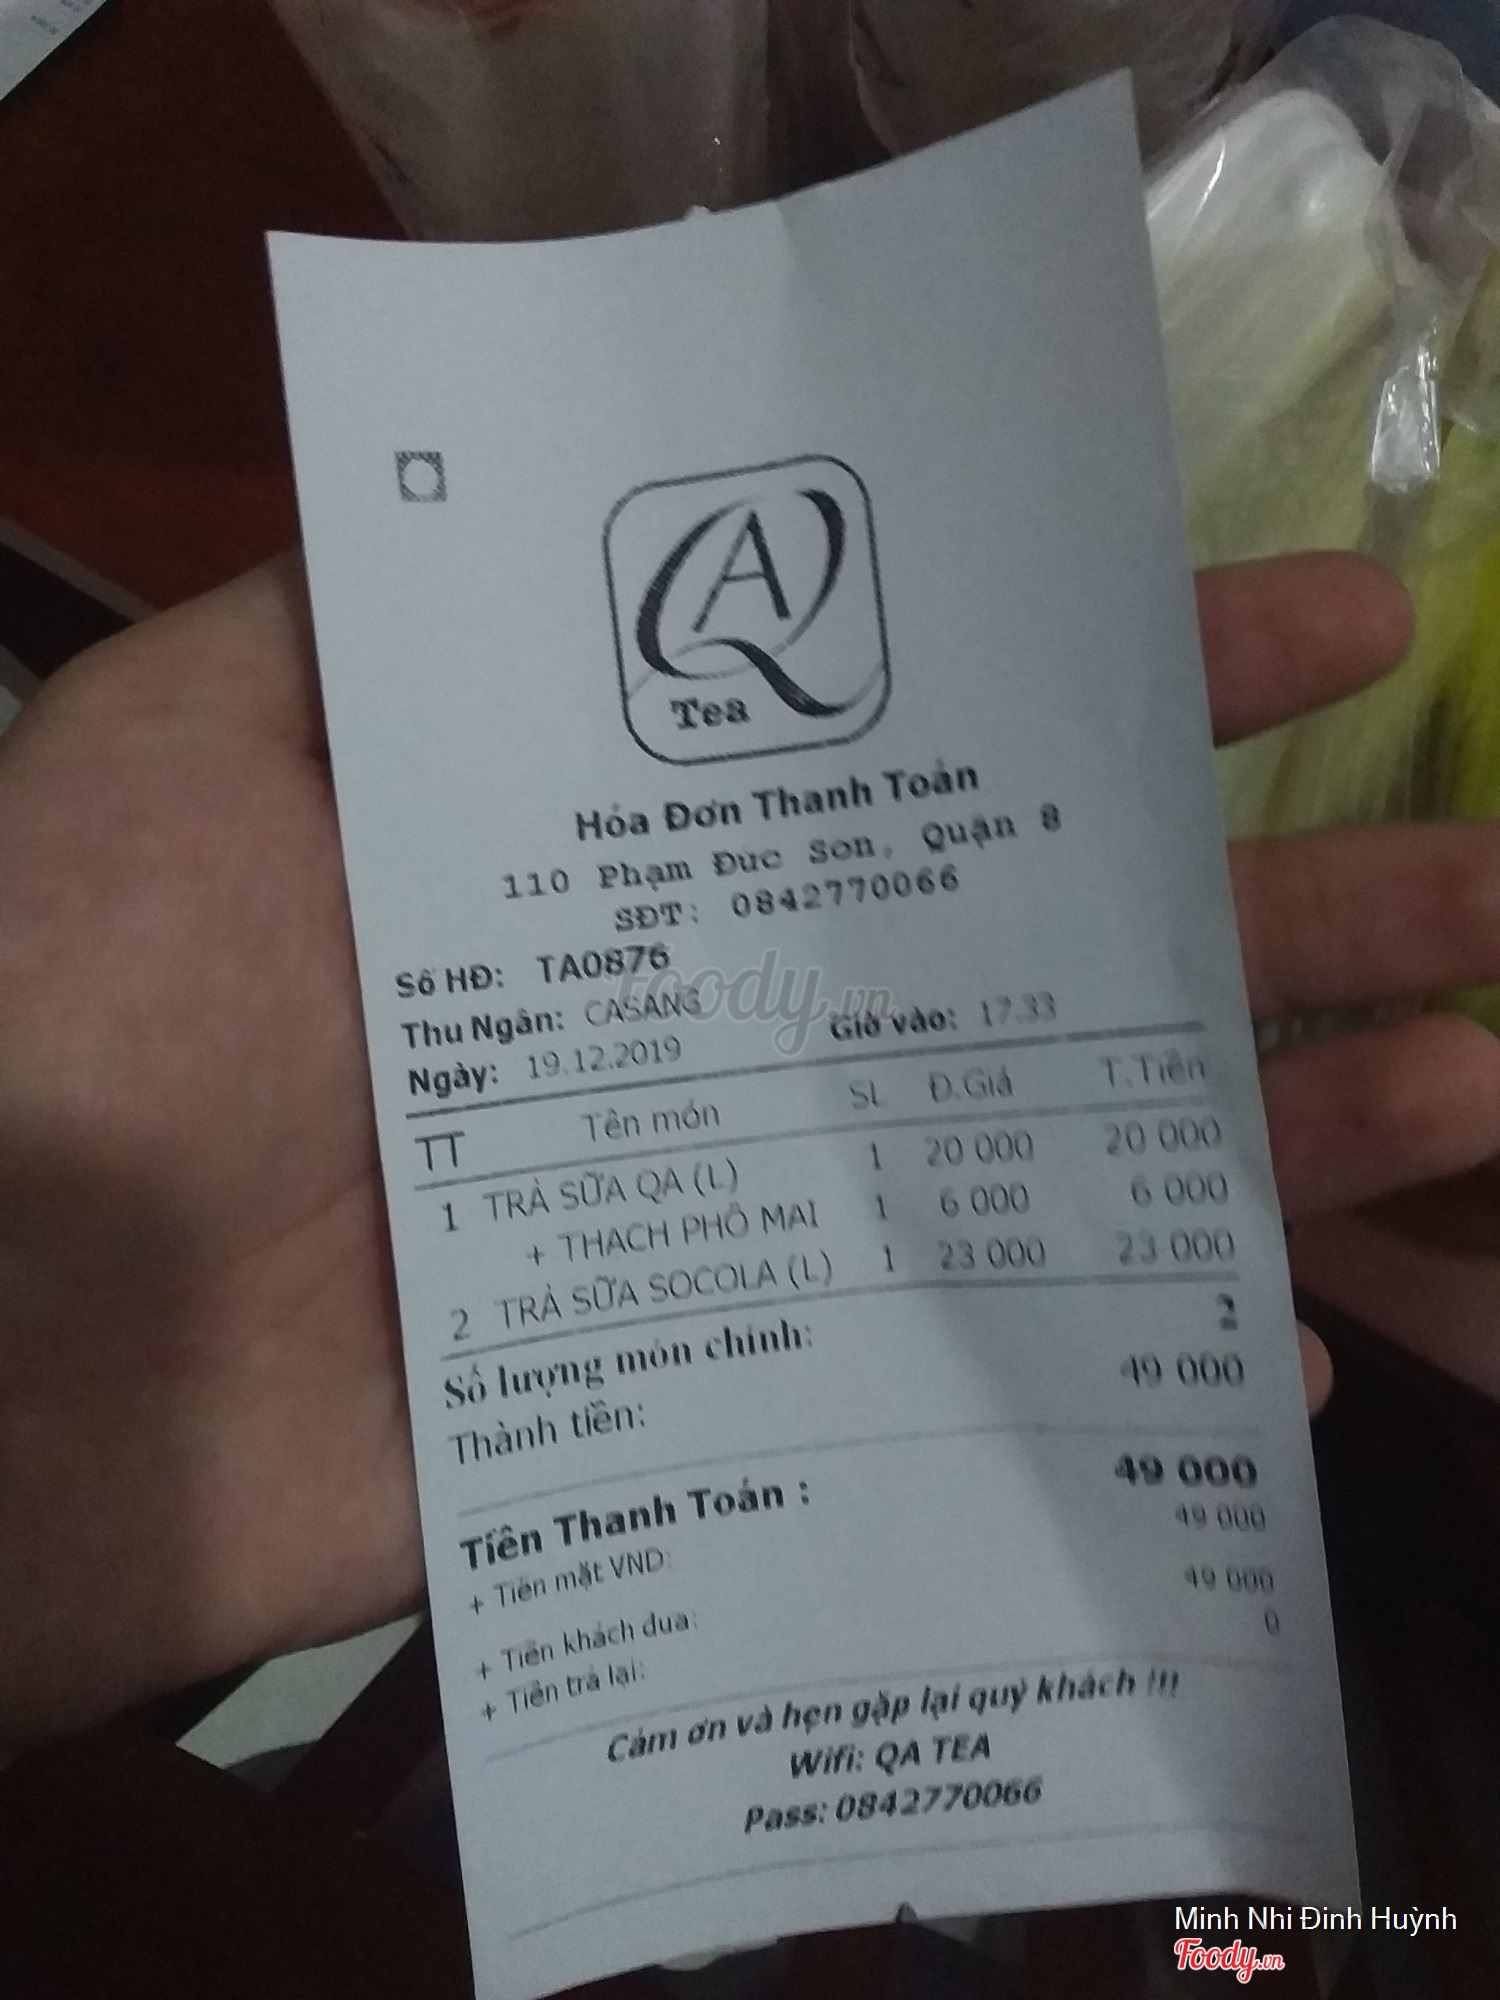 QA
Tea
Hóa Đơn Thanh Toán
110 Phạm Đưc Son, Quận 8
SĐT: 0842770066
Số HĐ: TA0876
Thu Ngân: CASANG
Ngày: 19.12.2019 Giờ vào: 17:33
TT Tên món SL Đ.Giá T.Tiền
1 TRÀ SỮA QA (L) 1 20 000 20 000
+ THẠCH PHÔ MAI 1 6 000 6 000
2 TRÀ SỮA SOCOLA (L) 1 23 000 23 000
Số lượng món chính: 2
Thành tiền: 49 000
Tiền Thanh Toán : 49 000
+ Tiền mặt VND: 49 000
+ Tiền khách đưa: 49 000
+ Tiền trả lại: 0
Cảm ơn và hẹn gặp lại quý khách !!!
Wifi: QA TEA
Pass: 0842770066
Foody.vn
Minh Nhi Đinh Huỳnh
Foody.vn